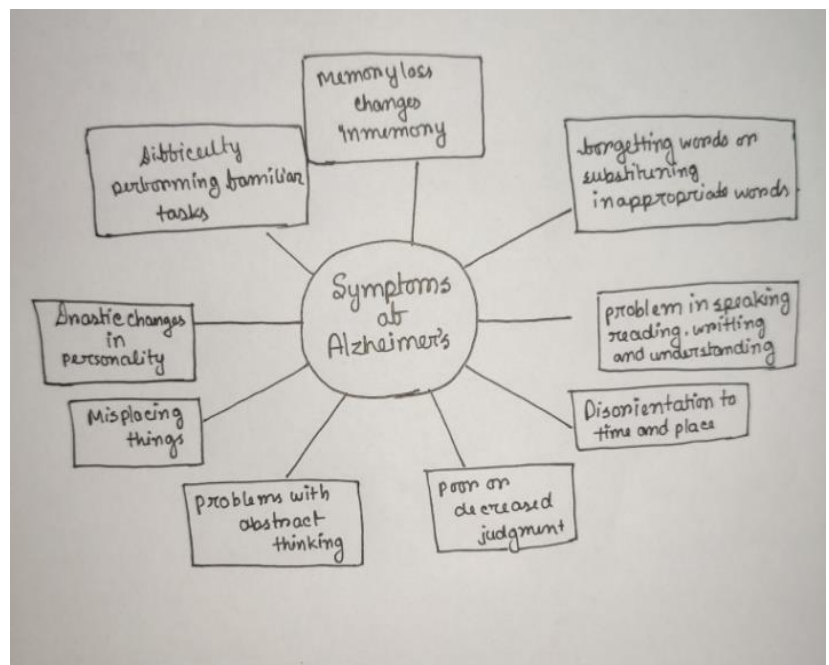 Memory loss
changes
in memory
difficulty
performing familiar
tasks
forgetting words or
substituning
inappropriate words
Symptoms
of
Alzheimer's
problem in speaking
reading, writting
and understanding
Drastic changes
in
personality
Disorientation to
time and place
Misplacing
things
problems with
abstract
thinking
poor or
decreased
judgment